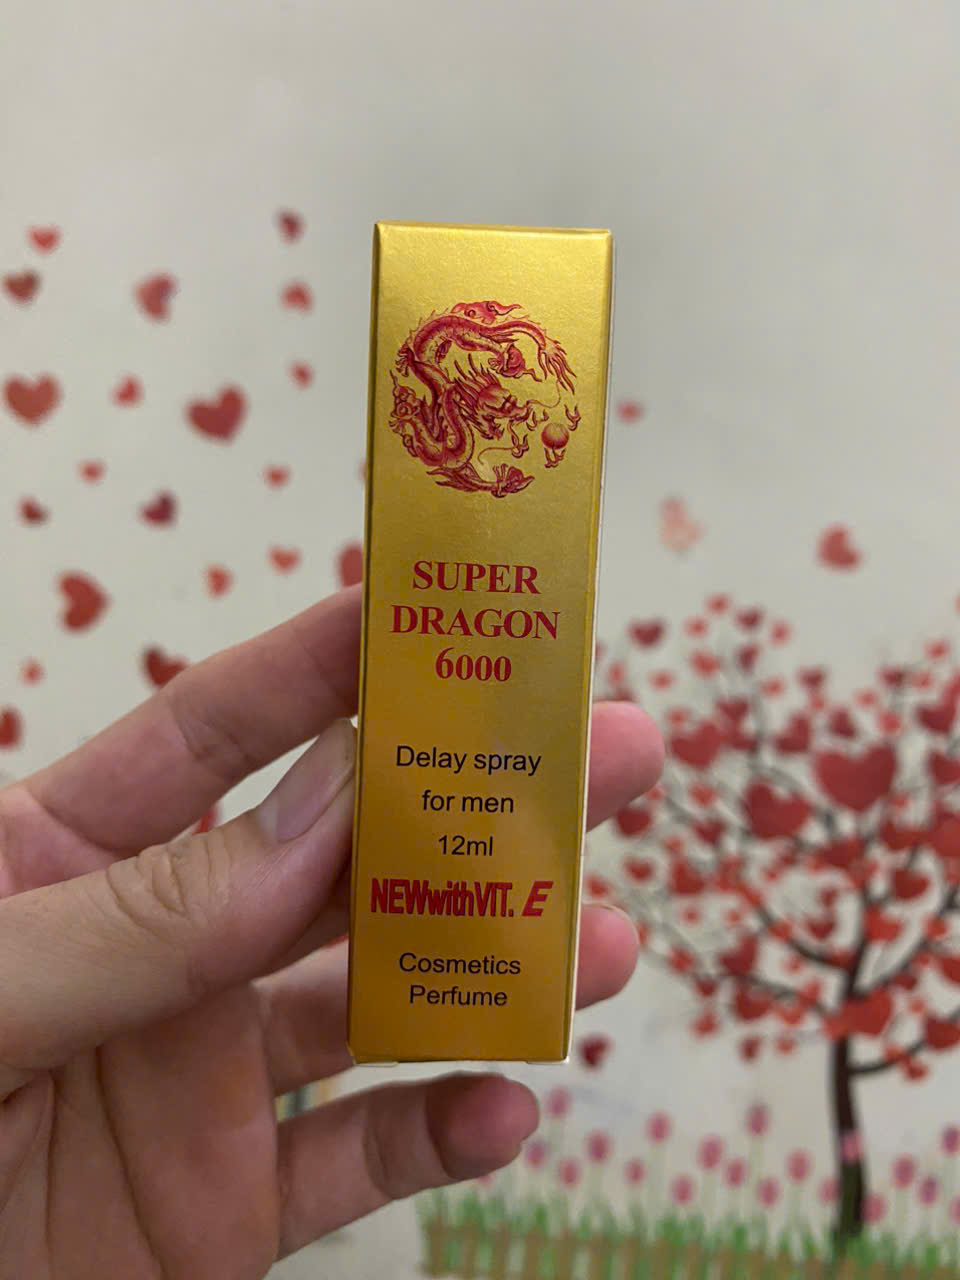 SUPER
DRAGON
6000
Delay spray
for men
12ml
NEWwithVIT. E
Cosmetics
Perfume